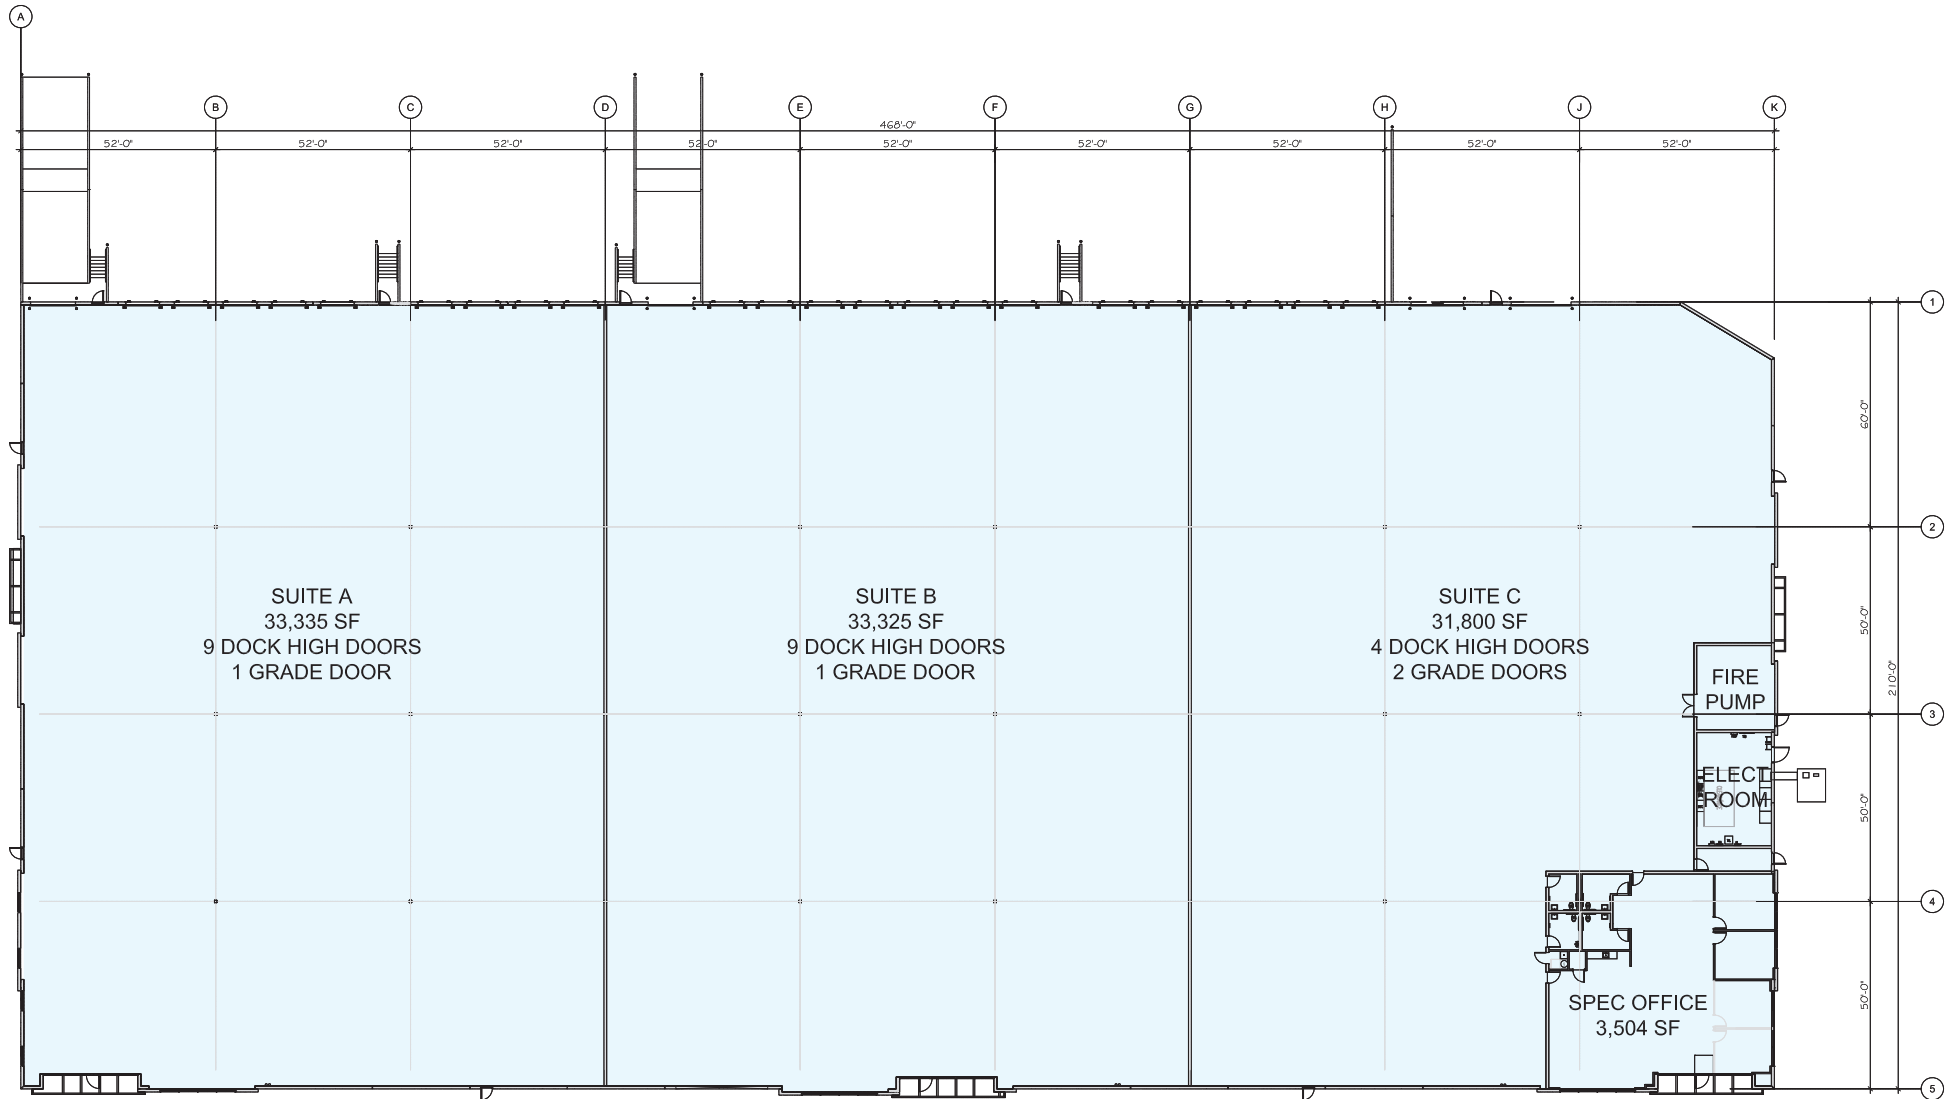 A
B
C
D
E
F
G
H
J
K
468'-0"
52'-0"
52'-0"
52'-0"
52'-0"
52'-0"
52'-0"
52'-0"
52'-0"
52'-0"
1
60'-0"
2
SUITE A
33,335 SF
9 DOCK HIGH DOORS
1 GRADE DOOR
SUITE B
33,325 SF
9 DOCK HIGH DOORS
1 GRADE DOOR
SUITE C
31,800 SF
4 DOCK HIGH DOORS
2 GRADE DOORS
50'-0"
210'-0"
FIRE
PUMP
3
ELECT
ROOM
50'-0"
4
SPEC OFFICE
3,504 SF
50'-0"
5